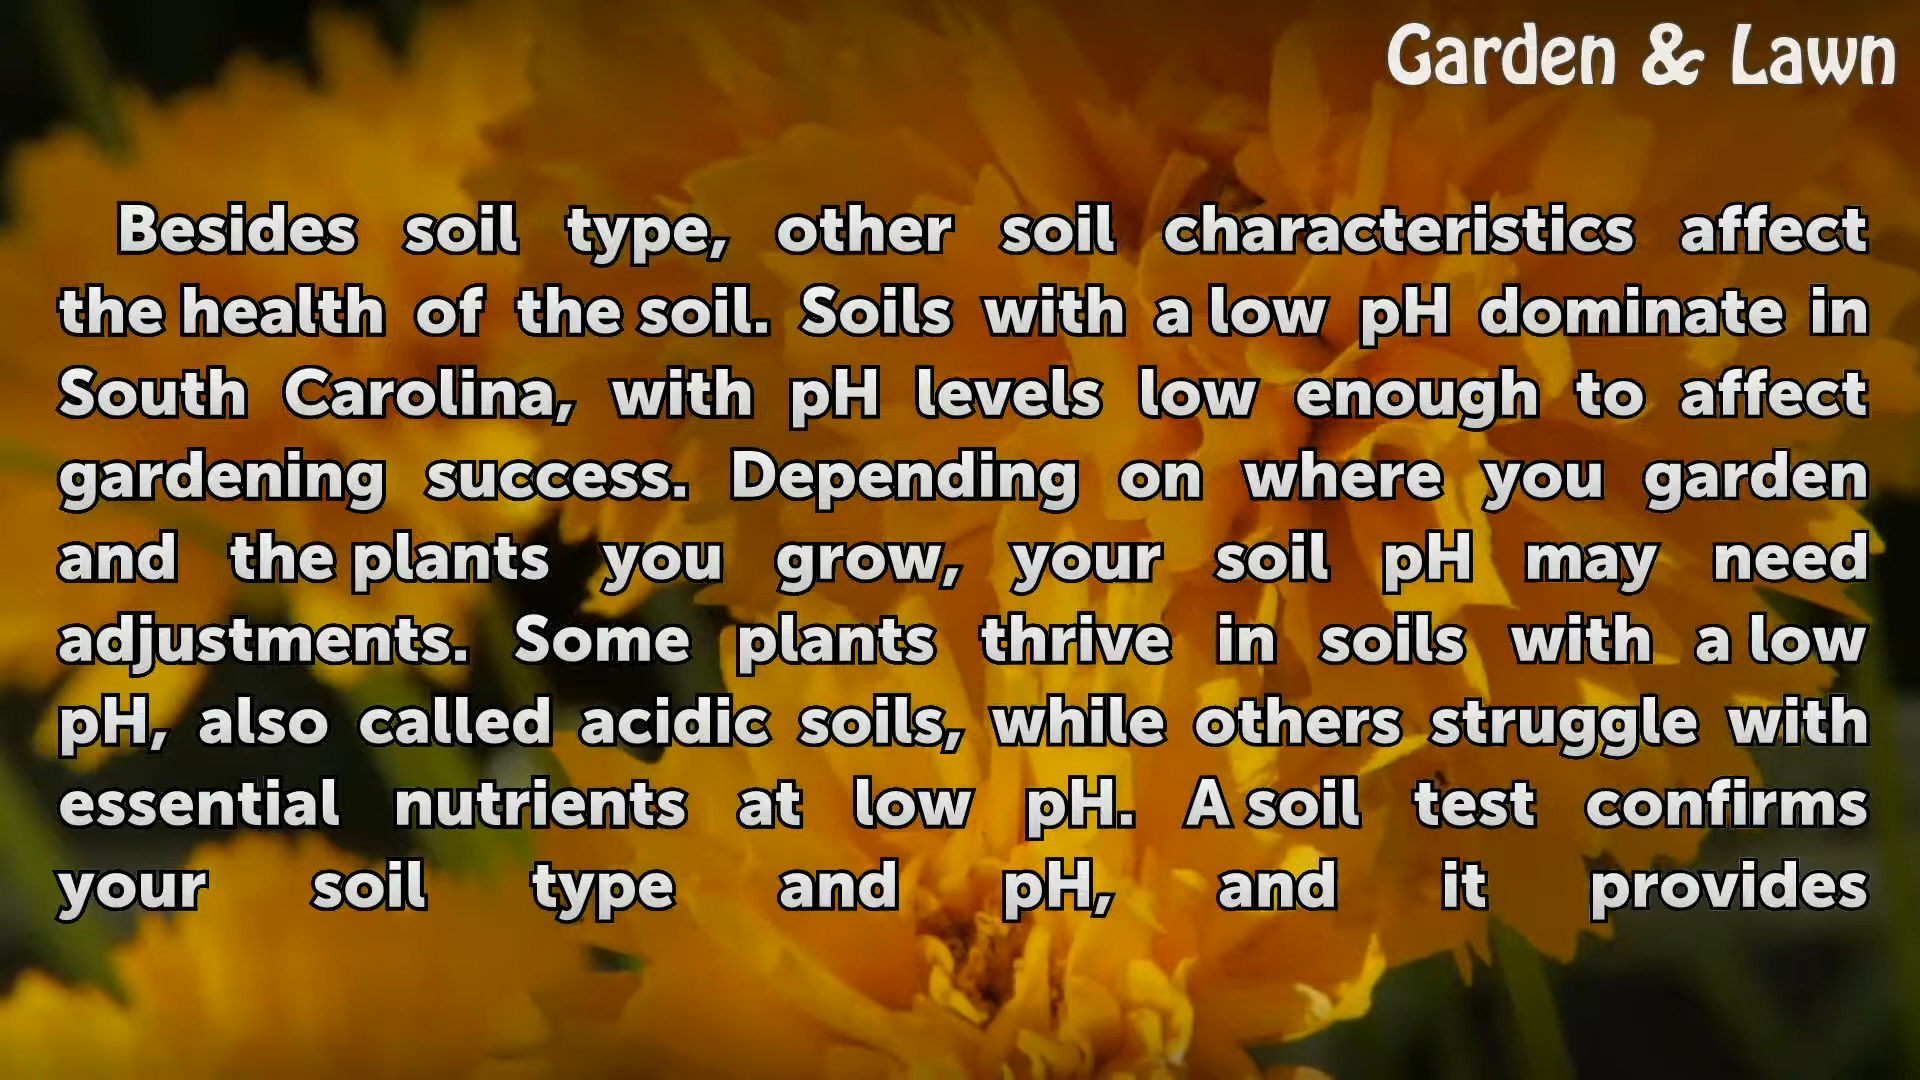 Garden & Lawn
Besides soil type, other soil characteristics affect
the health of the soil. Soils with a low pH dominate in
South Carolina, with pH levels low enough to affect
gardening success. Depending on where you garden
and the plants you grow, your soil pH may need
adjustments. Some plants thrive in soils with a low
pH, also called acidic soils, while others struggle with
essential nutrients at low pH. A soil test confirms
your soil type and pH, and it provides